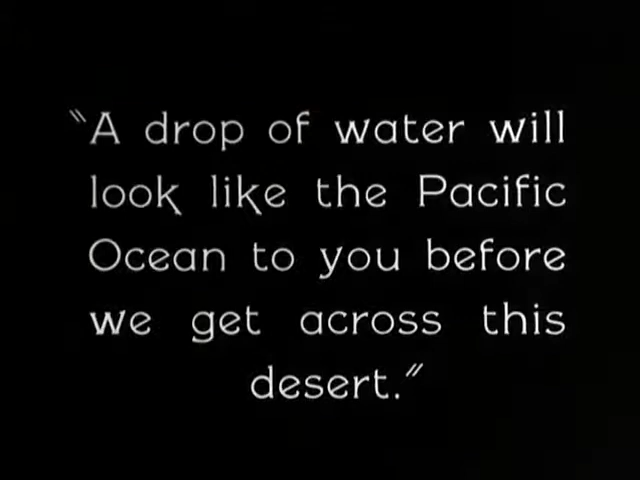 "A drop of water will
look like the Pacific
Ocean to you before
we get across this
desert."